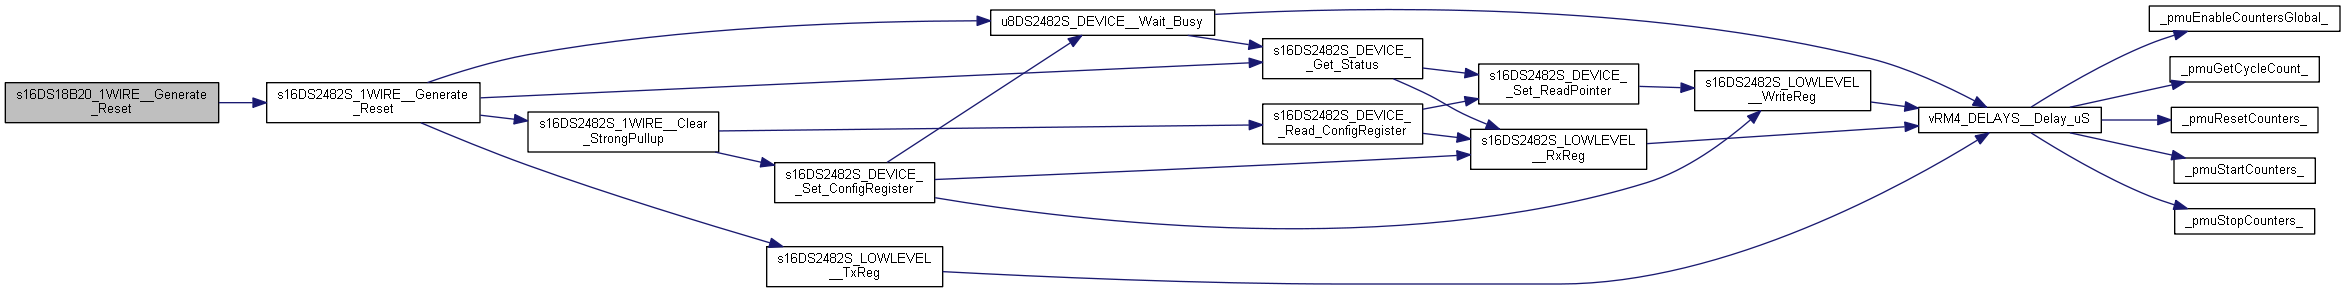 s16DS18B20_1WIRE__Generate
_Reset
s16DS2482S_1WIRE__Generate
_Reset
s16DS2482S_1WIRE__Clear
_StrongPullup
s16DS2482S_DEVICE_
_Set_ConfigRegister
s16DS2482S_LOWLEVEL
__TxReg
u8DS2482S_DEVICE__Wait_Busy
s16DS2482S_DEVICE_
_Get_Status
s16DS2482S_DEVICE_
_Read_ConfigRegister
s16DS2482S_DEVICE_
_Set_ReadPointer
s16DS2482S_LOWLEVEL
__RxReg
s16DS2482S_LOWLEVEL
__WriteReg
vRM4_DELAYS__Delay_uS
_pmuEnableCountersGlobal_
_pmuGetCycleCount_
_pmuResetCounters_
_pmuStartCounters_
_pmuStopCounters_